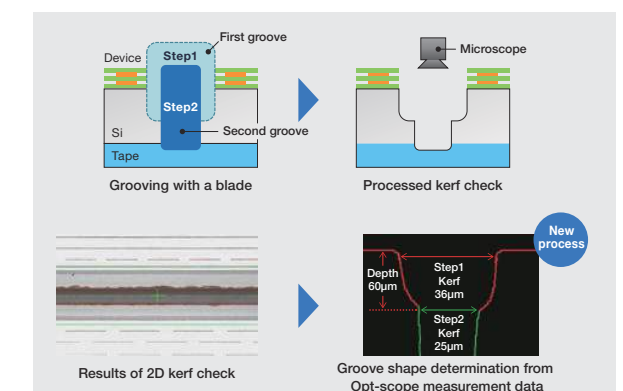 First groove
Device
Step1
Microscope
Step2
Second groove
Si
Tape
Grooving with a blade
Processed kerf check
New
process
Depth
60μm
Step1
Kerf
36μm
Step2
Kerf
25μm
Results of 2D kerf check
Groove shape determination from
Opt-scope measurement data